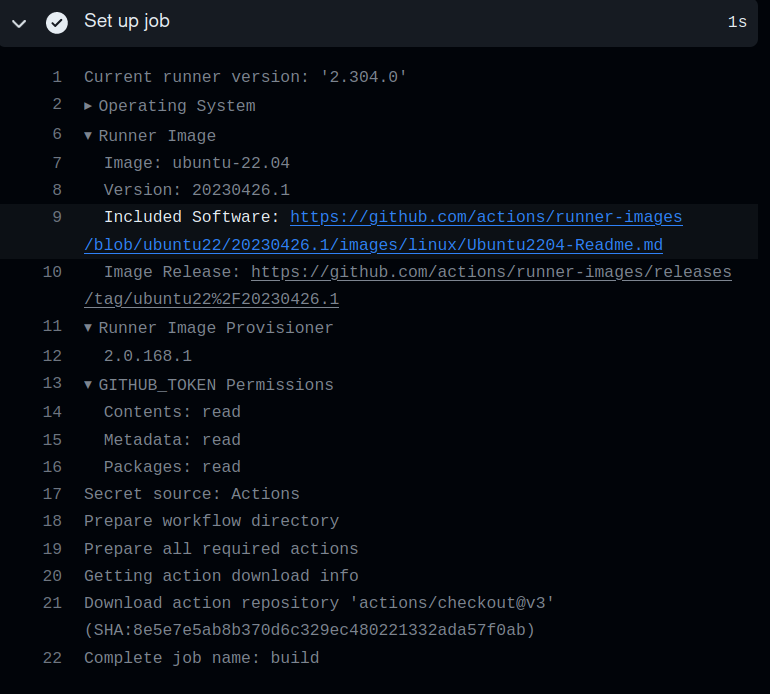 Set up job 1s
1 Current runner version: '2.304.0'
2 ▶ Operating System
6 ▼ Runner Image
7 Image: ubuntu-22.04
8 Version: 20230426.1
9 Included Software: https://github.com/actions/runner-images
/blob/ubuntu22/20230426.1/images/linux/Ubuntu2204-Readme.md
10 Image Release: https://github.com/actions/runner-images/releases
/tag/ubuntu22%2F20230426.1
11 ▼ Runner Image Provisioner
12 2.0.168.1
13 ▼ GITHUB_TOKEN Permissions
14 Contents: read
15 Metadata: read
16 Packages: read
17 Secret source: Actions
18 Prepare workflow directory
19 Prepare all required actions
20 Getting action download info
21 Download action repository 'actions/checkout@v3'
(SHA:8e5e7e5ab8b370d6c329ec480221332ada57f0ab)
22 Complete job name: build